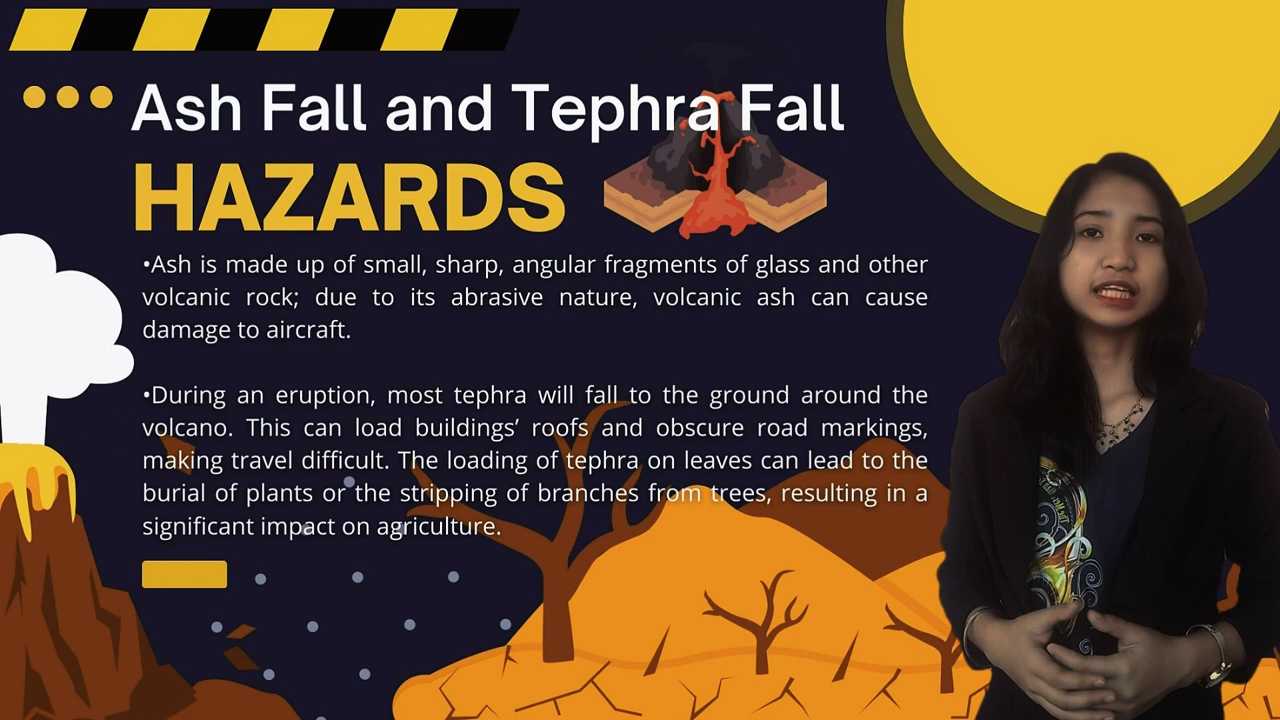 Ash Fall and Tephra Fall
HAZARDS
•Ash is made up of small, sharp, angular fragments of glass and other
volcanic rock; due to its abrasive nature, volcanic ash can cause
damage to aircraft.
•During an eruption, most tephra will fall to the ground around the
volcano. This can load buildings’ roofs and obscure road markings,
making travel difficult. The loading of tephra on leaves can lead to the
burial of plants or the stripping of branches from trees, resulting in a
significant impact on agriculture.